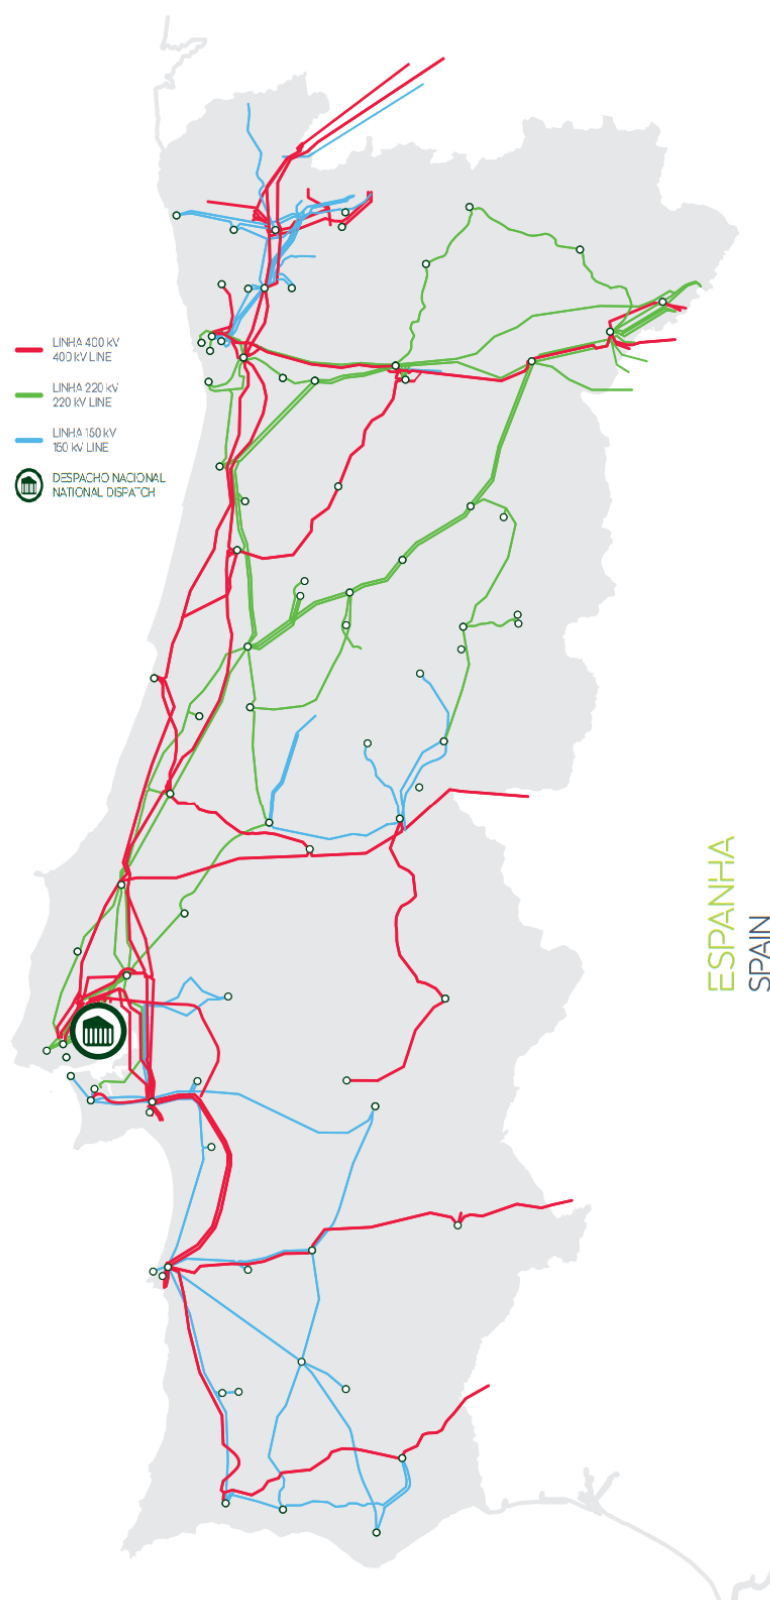 LINHA 400 kV
400 kV LINE
LINHA 220 kV
220 kV LINE
LINHA 150 kV
150 kV LINE
DESPACHO NACIONAL
NATIONAL DISPATCH
ESPANHA
SPAIN